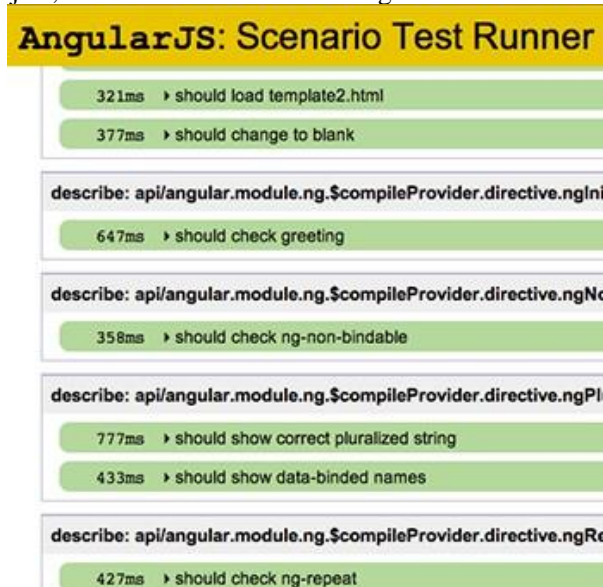 AngularJS: Scenario Test Runner
321ms ▸ should load template2.html
377ms ▸ should change to blank
describe: api/angular.module.ng.$compileProvider.directive.ngIni
647ms ▸ should check greeting
describe: api/angular.module.ng.$compileProvider.directive.ngNo
358ms ▸ should check ng-non-bindable
describe: api/angular.module.ng.$compileProvider.directive.ngPl
777ms ▸ should show correct pluralized string
433ms ▸ should show data-binded names
describe: api/angular.module.ng.$compileProvider.directive.ngRe
427ms ▸ should check ng-repeat